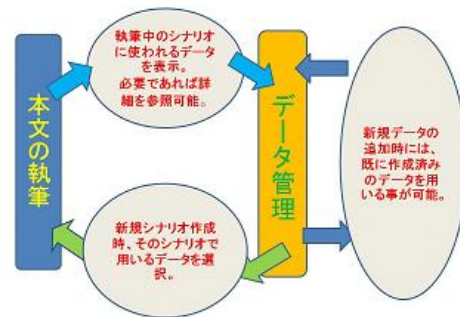 執筆中のシナリオ
に使われるデータ
を表示。
必要であれば詳
細を参照可能。
本文の執筆
データ管理
新規データの
追加時には、
既に作成済み
のデータを用
いる事が可能。
新規シナリオ作成
時、そのシナリオで
用いるデータを選
択。